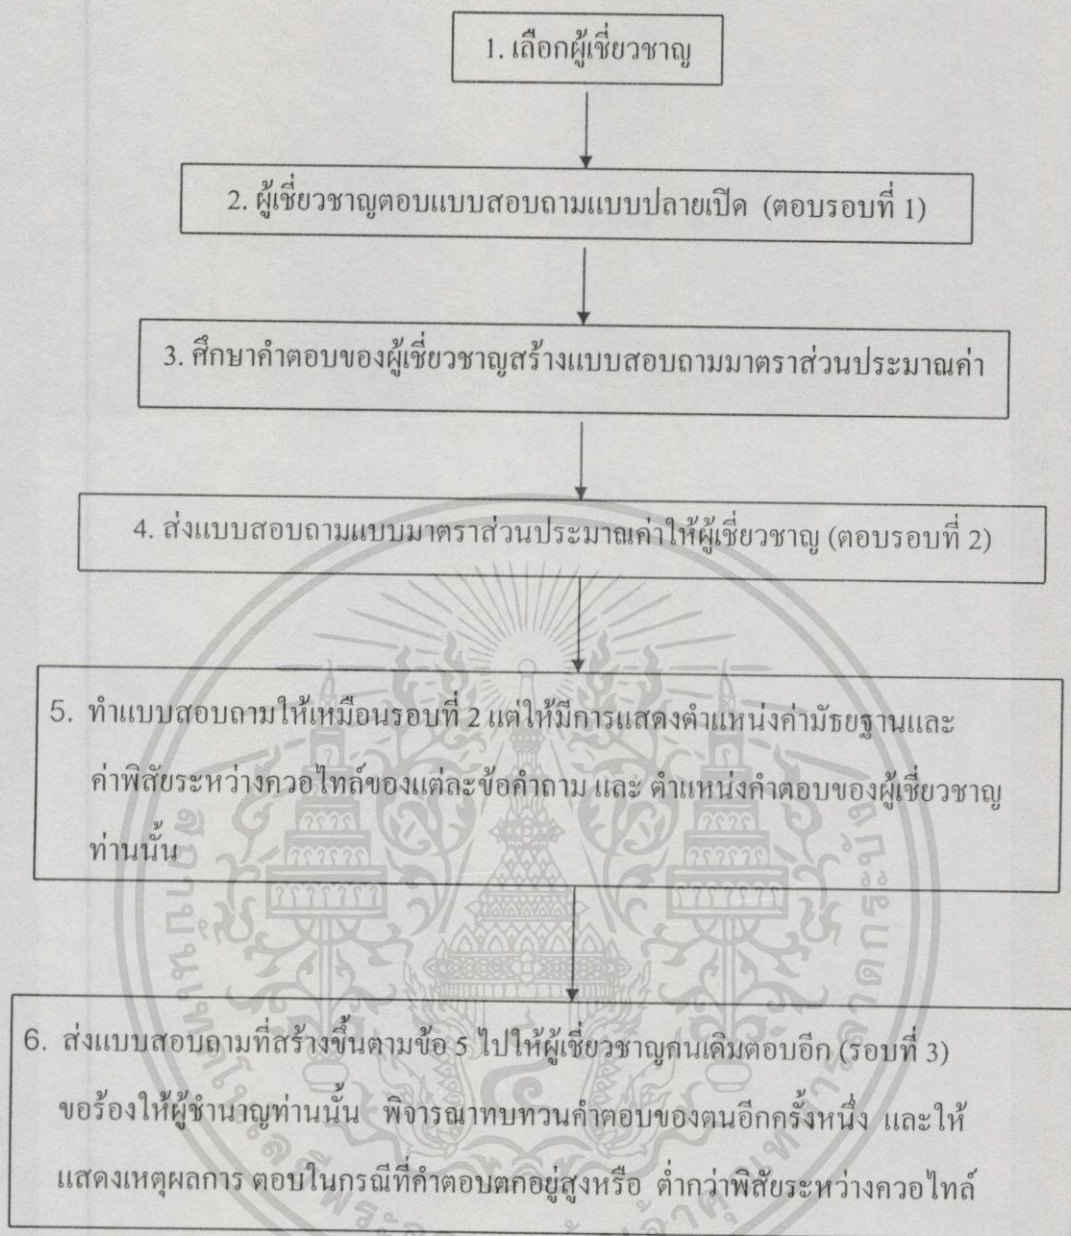 1. เลือกผู้เชี่ยวชาญ
2. ผู้เชี่ยวชาญตอบแบบสอบถามแบบปลายเปิด (ตอบรอบที่ 1)
3. ศึกษาคำตอบของผู้เชี่ยวชาญสร้างแบบสอบถามมาตราส่วนประมาณค่า
4. ส่งแบบสอบถามแบบมาตราส่วนประมาณค่าให้ผู้เชี่ยวชาญ (ตอบรอบที่ 2)
5. ทำแบบสอบถามให้เหมือนรอบที่ 2 แต่ให้มีการแสดงตำแหน่งค่ามัธยฐานและ
ค่าพิสัยระหว่างควอไทล์ของแต่ละข้อคำถาม และ ตำแหน่งคำตอบของผู้เชี่ยวชาญ
ท่านนั้น
6. ส่งแบบสอบถามที่สร้างขึ้นตามข้อ 5 ไปให้ผู้เชี่ยวชาญคนเดิมตอบอีก (รอบที่ 3)
ขอร้องให้ผู้ชำนาญท่านนั้น พิจารณาทบทวนคำตอบของตนอีกครั้งหนึ่ง และให้
แสดงเหตุผลการ ตอบในกรณีที่คำตอบตกอยู่สูงหรือ ต่ำกว่าพิสัยระหว่างควอไทล์